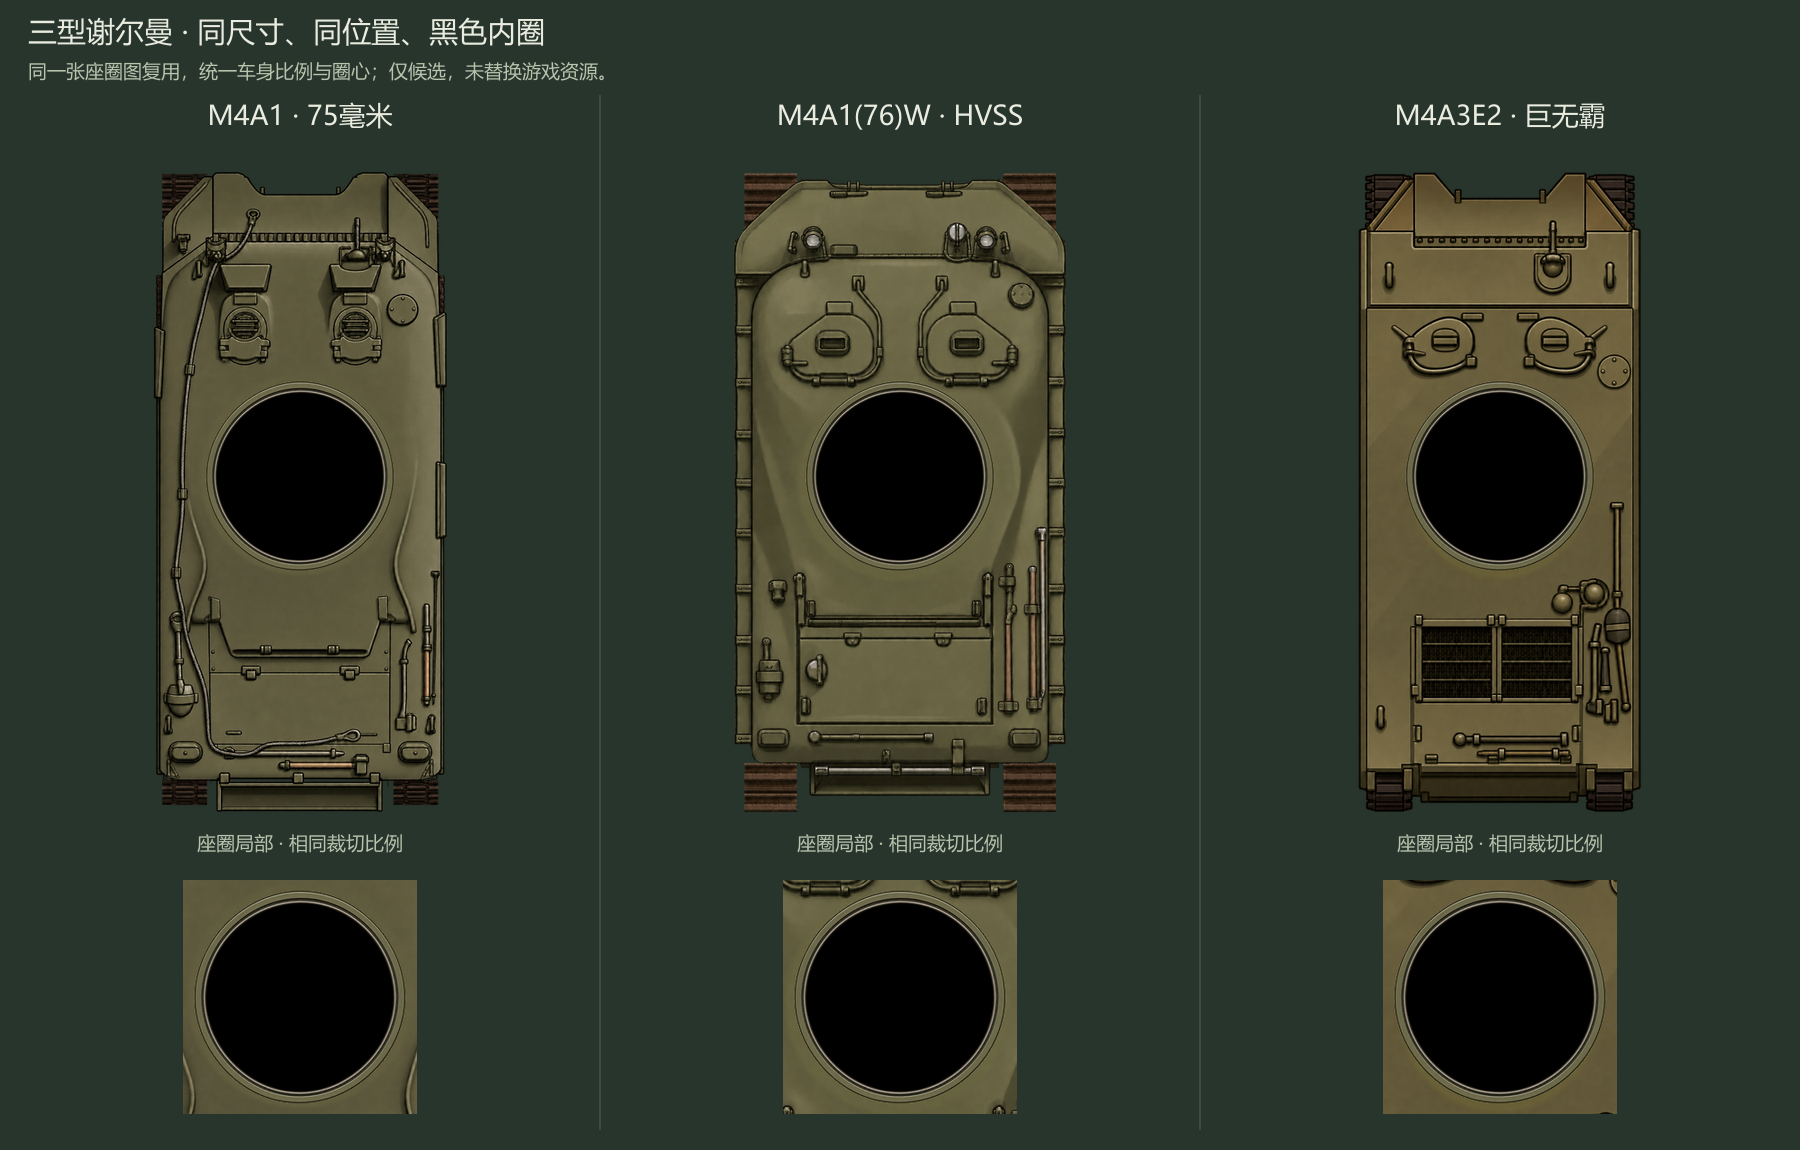 三型谢尔曼 · 同尺寸、同位置、黑色内圈
同一张座圈图复用，统一车身比例与圈心；仅候选，未替换游戏资源。
M4A1 · 75毫米
M4A1(76)W · HVSS
M4A3E2 · 巨无霸
座圈局部 · 相同裁切比例
座圈局部 · 相同裁切比例
座圈局部 · 相同裁切比例